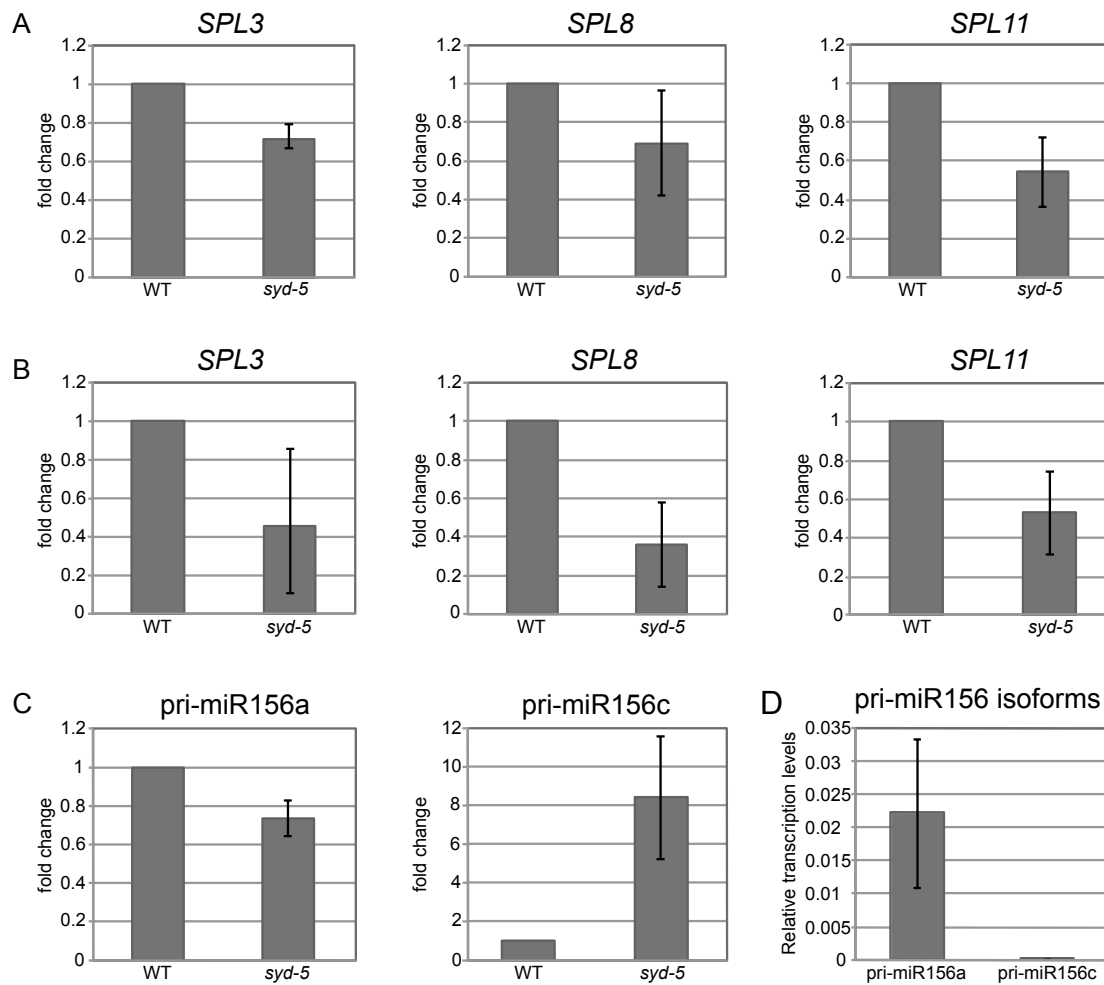 A
SPL3
SPL8
SPL11
1.2
1
0.8
0.6
0.4
0.2
0
fold change
WT
syd-5
1.2
1
0.8
0.6
0.4
0.2
0
fold change
WT
syd-5
1.2
1
0.8
0.6
0.4
0.2
0
fold change
WT
syd-5
B
SPL3
SPL8
SPL11
1.2
1
0.8
0.6
0.4
0.2
0
fold change
WT
syd-5
1.2
1
0.8
0.6
0.4
0.2
0
fold change
WT
syd-5
1.2
1
0.8
0.6
0.4
0.2
0
fold change
WT
syd-5
C
pri-miR156a
pri-miR156c
1.2
1
0.8
0.6
0.4
0.2
0
fold change
WT
syd-5
12
10
8
6
4
2
0
fold change
WT
syd-5
D
pri-miR156 isoforms
0.035
0.03
0.025
0.02
0.015
0.01
0.005
0
Relative transcription levels
pri-miR156a
pri-miR156c